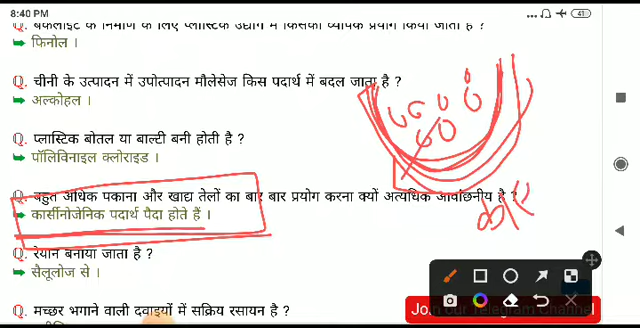 8:40 PM
41
Q. बैकेलाइट के निर्माण के लिए प्लास्टिक उद्योग में किसका व्यापक प्रयोग किया जाता है ?
➡ फिनोल ।
Q. चीनी के उत्पादन में उपोत्पादन मौलेसेज किस पदार्थ में बदल जाता है ?
➡ अल्कोहल ।
Q. प्लास्टिक बोतल या बाल्टी बनी होती है ?
➡ पॉलिविनाइल क्लोराइड ।
Q. बहुत अधिक पकाना और खाद्य तेलों का बार बार प्रयोग करना क्यों अत्यधिक अवांछनीय है ?
➡ कार्सीनोजेनिक पदार्थ पैदा होते हैं ।
Q. रेयान बनाया जाता है ?
➡ सैलूलोज से ।
Q. मच्छर भगाने वाली दवाइयों में सक्रिय रसायन है ?
Join our Telegram Channel